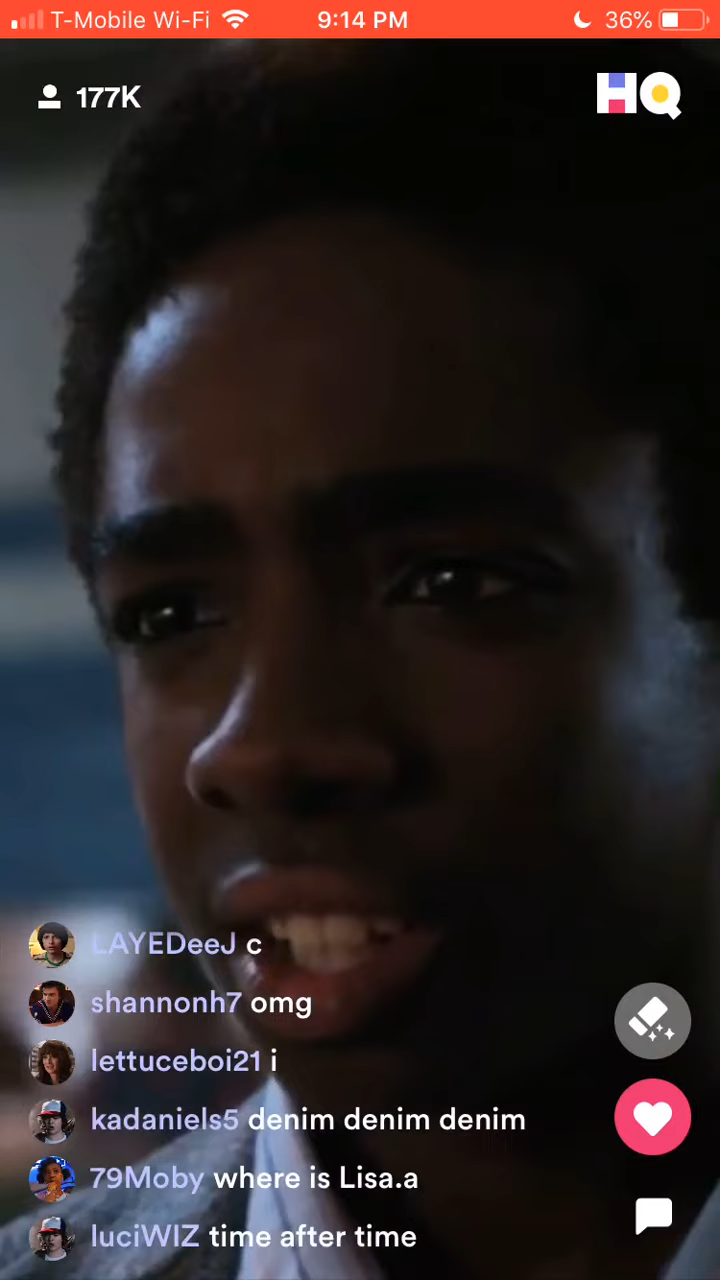 T-Mobile Wi-Fi 9:14 PM 36%
177K HQ
LAYEDeeJ c
shannonh7 omg
lettuceboi21 i
kadaniels5 denim denim denim
79Moby where is Lisa.a
luciWIZ time after time